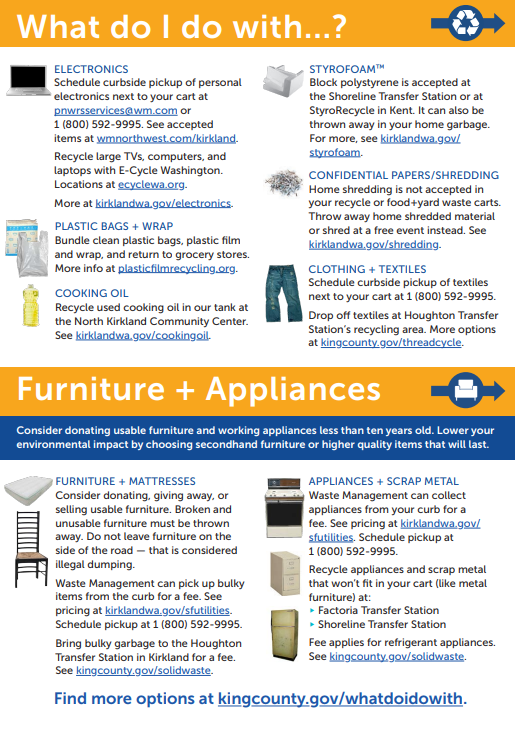 What do I do with...?
ELECTRONICS
Schedule curbside pickup of personal
electronics next to your cart at
pnwrsservices@wm.com or
1 (800) 592-9995. See accepted
items at wmnorthwest.com/kirkland.
Recycle large TVs, computers, and
laptops with E-Cycle Washington.
Locations at ecyclewa.org.
More at kirklandwa.gov/electronics.
PLASTIC BAGS + WRAP
Bundle clean plastic bags, plastic film
and wrap, and return to grocery stores.
More info at plasticfilmrecycling.org.
COOKING OIL
Recycle used cooking oil in our tank at
the North Kirkland Community Center.
See kirklandwa.gov/cookingoil.
STYROFOAM™
Block polystyrene is accepted at
the Shoreline Transfer Station or at
StyroRecycle in Kent. It can also be
thrown away in your home garbage.
For more, see kirklandwa.gov/
styrofoam.
CONFIDENTIAL PAPERS/SHREDDING
Home shredding is not accepted in
your recycle or food+yard waste carts.
Throw away home shredded material
or shred at a free event instead. See
kirklandwa.gov/shredding.
CLOTHING + TEXTILES
Schedule curbside pickup of textiles
next to your cart at 1 (800) 592-9995.
Drop off textiles at Houghton Transfer
Station's recycling area. More options
at kingcounty.gov/threadcycle.
Furniture + Appliances
Consider donating usable furniture and working appliances less than ten years old. Lower your
environmental impact by choosing secondhand furniture or higher quality items that will last.
FURNITURE + MATTRESSES
Consider donating, giving away, or
selling usable furniture. Broken and
unusable furniture must be thrown
away. Do not leave furniture on the
side of the road — that is considered
illegal dumping.
Waste Management can pick up bulky
items from the curb for a fee. See
pricing at kirklandwa.gov/sfutilities.
Schedule pickup at 1 (800) 592-9995.
Bring bulky garbage to the Houghton
Transfer Station in Kirkland for a fee.
See kingcounty.gov/solidwaste.
APPLIANCES + SCRAP METAL
Waste Management can collect
appliances from your curb for a
fee. See pricing at kirklandwa.gov/
sfutilities. Schedule pickup at
1 (800) 592-9995.
Recycle appliances and scrap metal
that won't fit in your cart (like metal
furniture) at:
‣ Factoria Transfer Station
‣ Shoreline Transfer Station
Fee applies for refrigerant appliances.
See kingcounty.gov/solidwaste.
Find more options at kingcounty.gov/whatdoidowith.